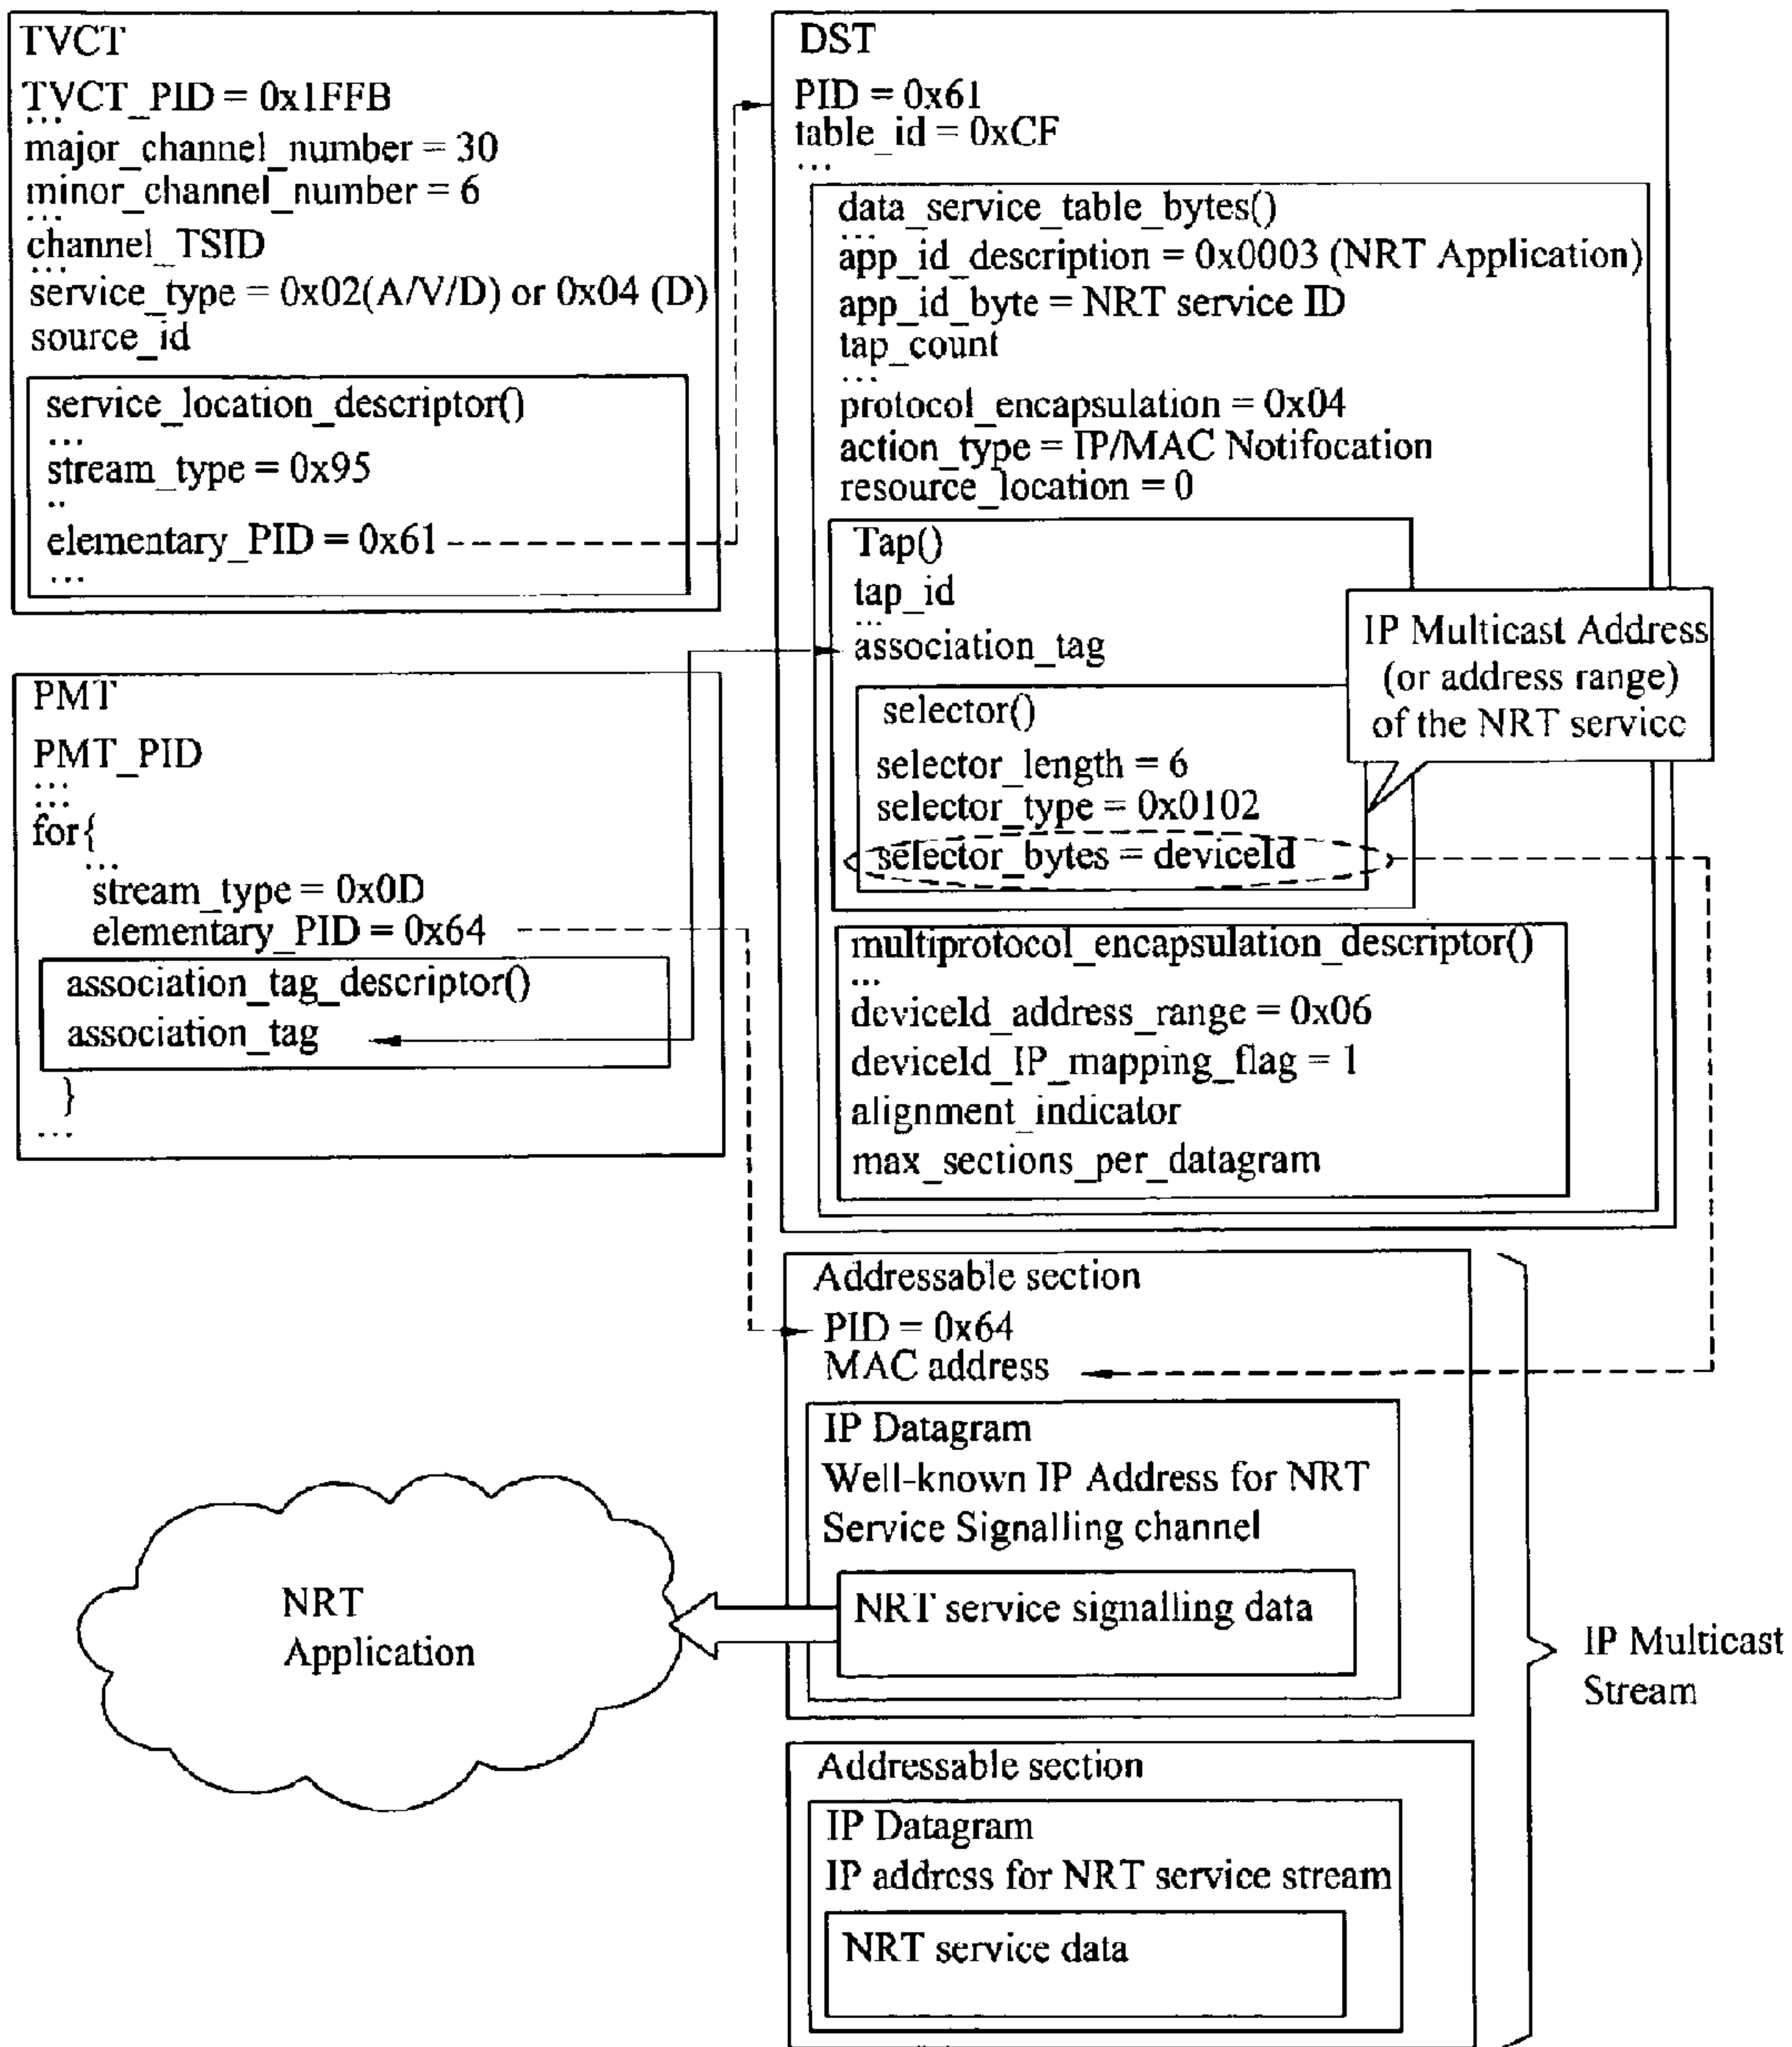 TVCT
TVCT_PID = 0x1FFB
...
major_channel_number = 30
minor_channel_number = 6
...
channel_TSID
...
service_type = 0x02(A/V/D) or 0x04 (D)
source_id
service_location_descriptor()
...
stream_type = 0x95
..
elementary_PID = 0x61
...
PMT
PMT_PID
...
...
for{
...
stream_type = 0x0D
elementary_PID = 0x64
association_tag_descriptor()
association_tag
}
...
DST
PID = 0x61
table_id = 0xCF
...
data_service_table_bytes()
...
app_id_description = 0x0003 (NRT Application)
app_id_byte = NRT service ID
tap_count
...
protocol_encapsulation = 0x04
action_type = IP/MAC Notifocation
resource_location = 0
Tap()
tap_id
...
association_tag
selector()
selector_length = 6
selector_type = 0x0102
selector_bytes = deviceId
IP Multicast Address
(or address range)
of the NRT service
multiprotocol_encapsulation_descriptor()
...
deviceId_address_range = 0x06
deviceId_IP_mapping_flag = 1
alignment_indicator
max_sections_per_datagram
Addressable section
PID = 0x64
MAC address
IP Datagram
Well-known IP Address for NRT
Service Signalling channel
NRT service signalling data
NRT
Application
IP Multicast
Stream
Addressable section
IP Datagram
IP address for NRT service stream
NRT service data